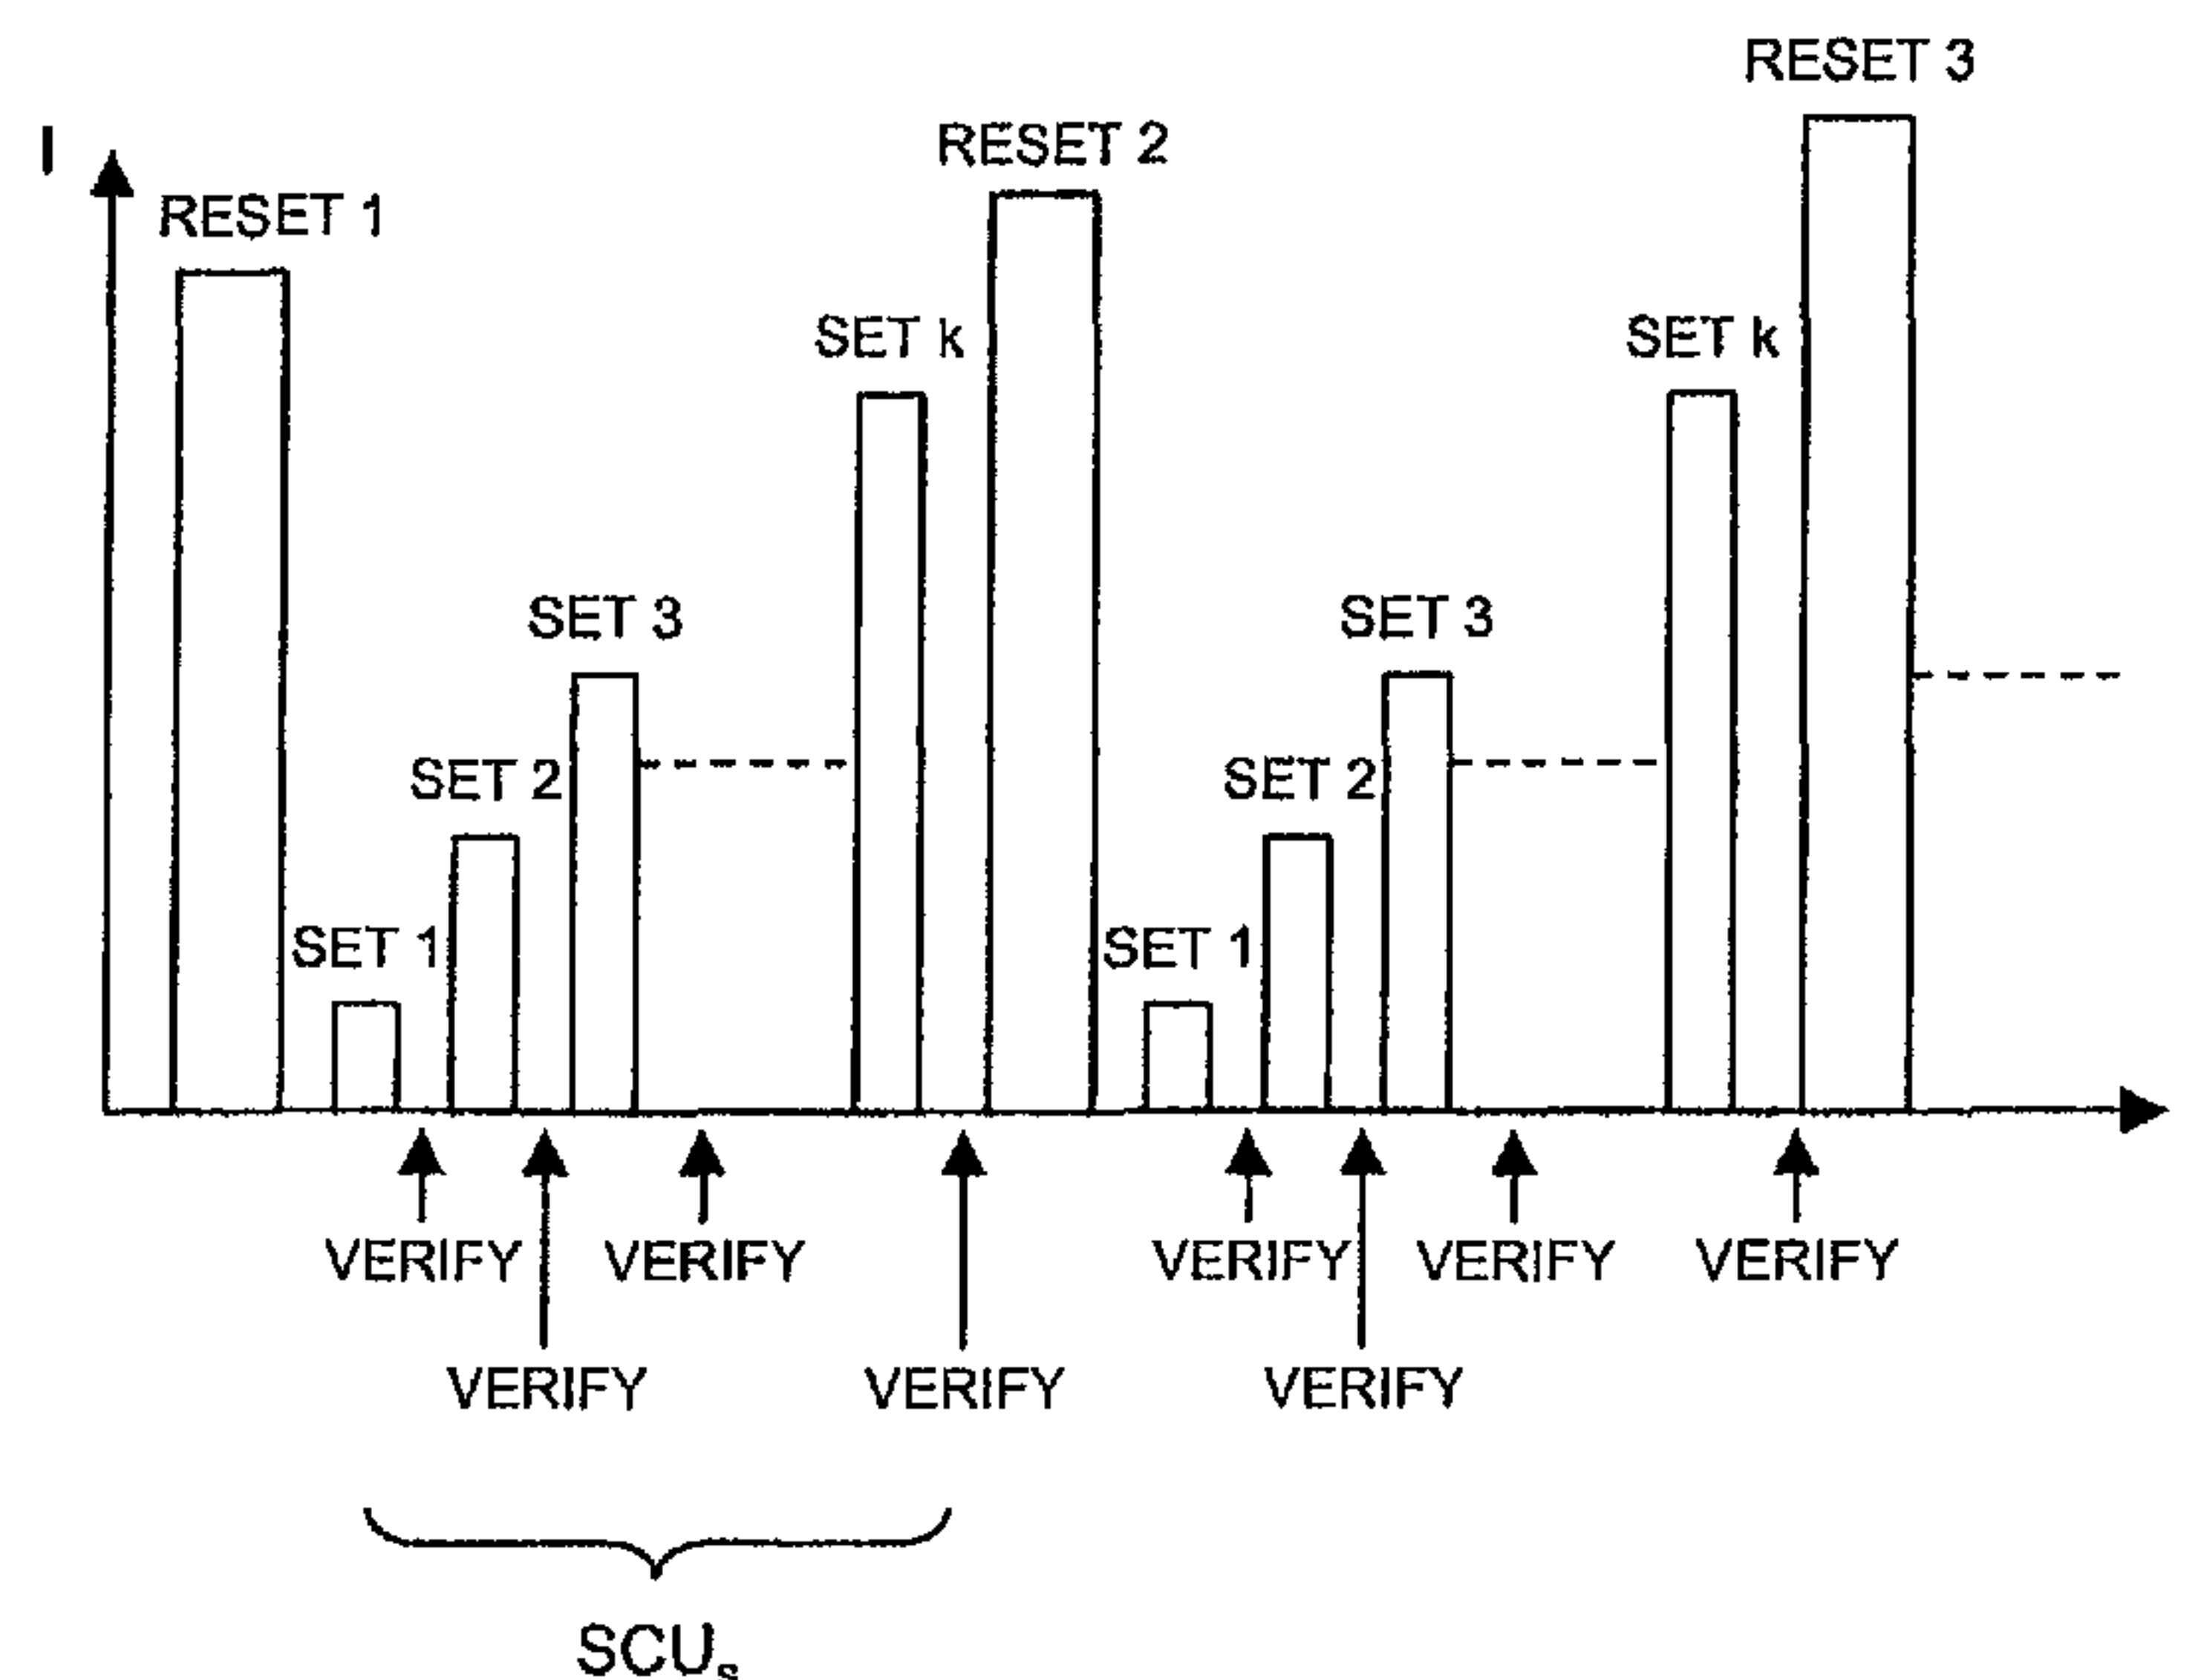 RESET 3
RESET 2
I
RESET 1
SET k
SET k
SET 3
SET 3
SET 2
SET 2
SET 1
SET 1
VERIFY
VERIFY
VERIFY
VERIFY
VERIFY
VERIFY
VERIFY
VERIFY
SCUs